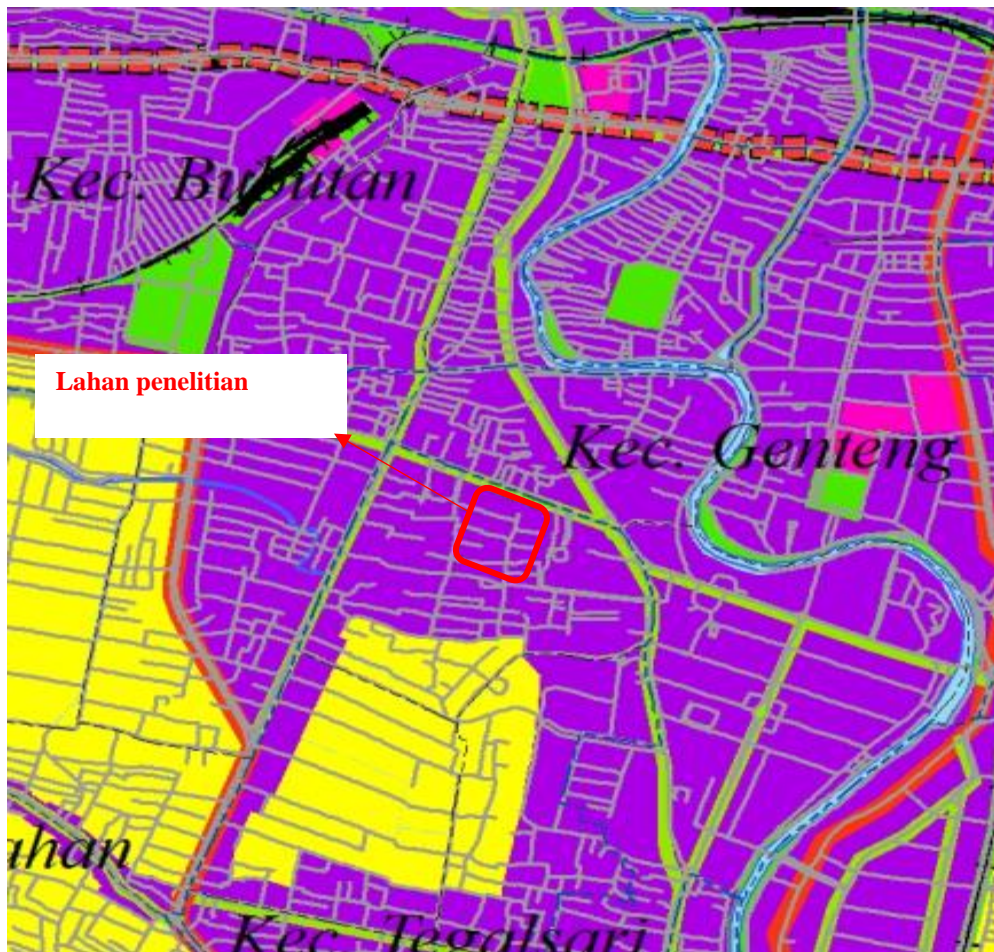 Kec. Bubutan
Lahan penelitian
Kec. Genteng
ahan
Kec. Tegalsari